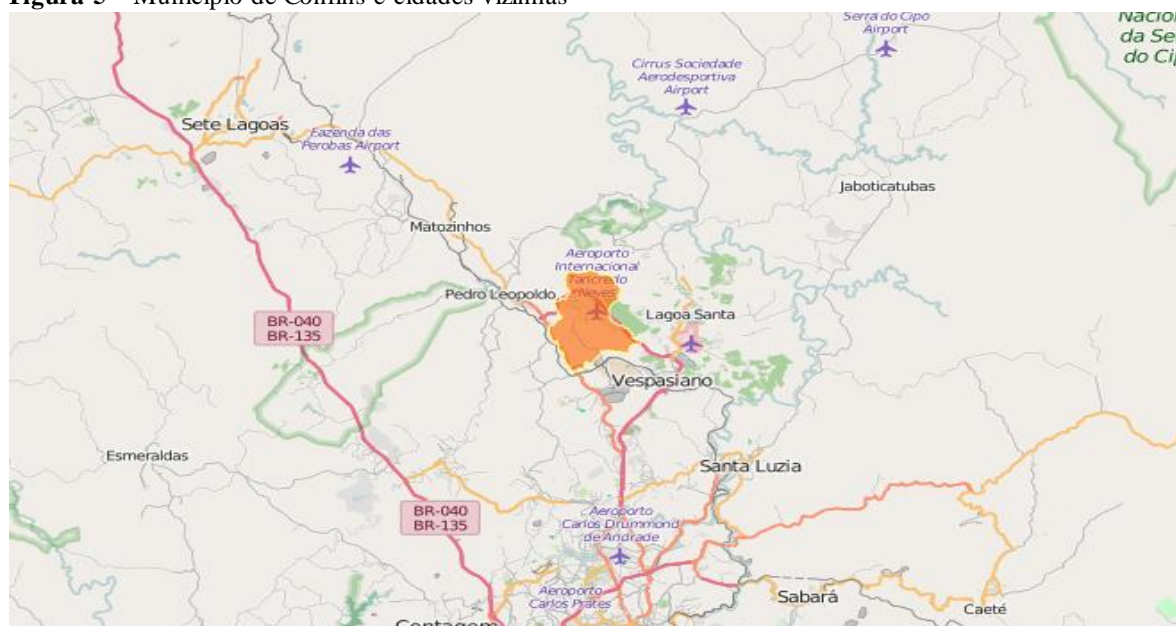 Figura 5 – Município de Confins e cidades vizinhas
Serra do Cipó
Airport
Nacio
da Se
do Cip
Cirrus Sociedade
Aerodesportiva
Airport
Sete Lagoas
Fazenda das
Perobas Airport
Jaboticatubas
Matozinhos
Aeroporto
Internacional
Tancredo
Neves
Pedro Leopoldo
Lagoa Santa
BR-040
BR-135
Vespasiano
Esmeraldas
Santa Luzia
BR-040
BR-135
Aeroporto
Carlos Drummond
de Andrade
Aeroporto
Carlos Prates
Sabará
Caeté
Contagem